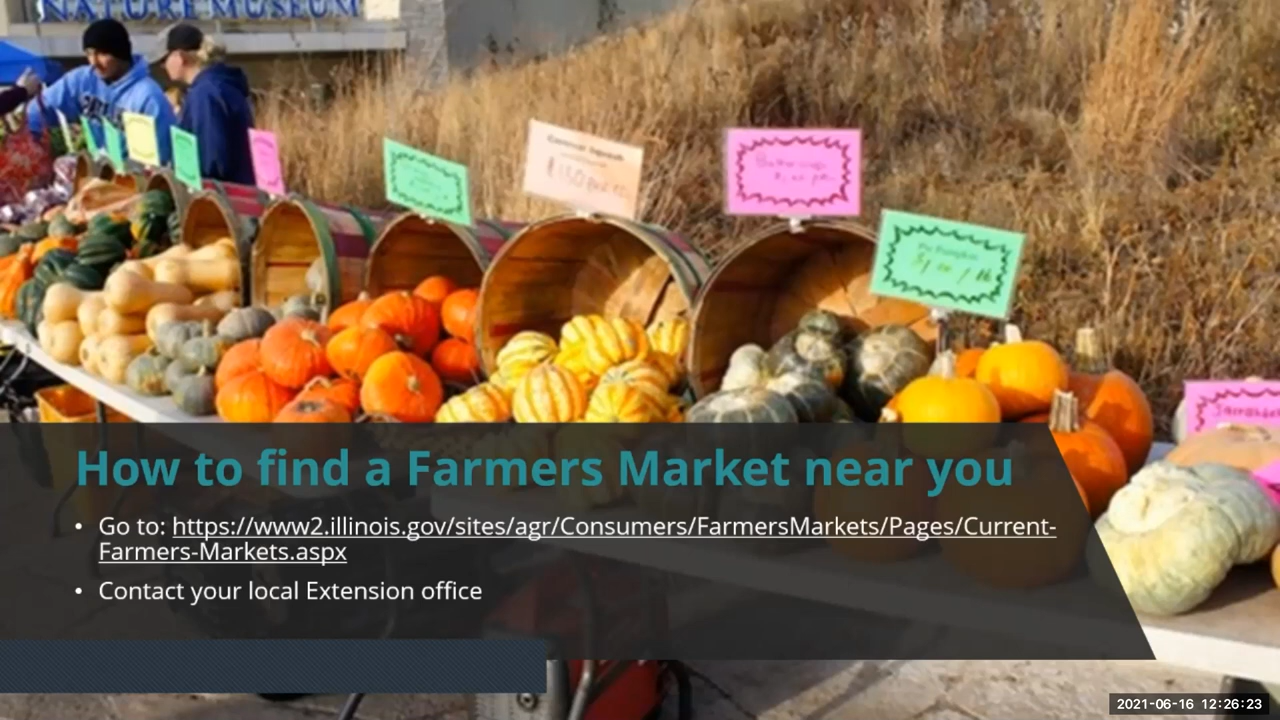 NATURE MUSEUM
How to find a Farmers Market near you
• Go to: https://www2.illinois.gov/sites/agr/Consumers/FarmersMarkets/Pages/Current-
Farmers-Markets.aspx
• Contact your local Extension office
2021-06-16 12:26:23